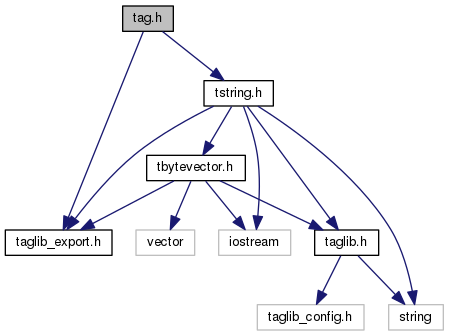 tag.h
tstring.h
tbytevector.h
taglib_export.h
vector
iostream
taglib.h
taglib_config.h
string